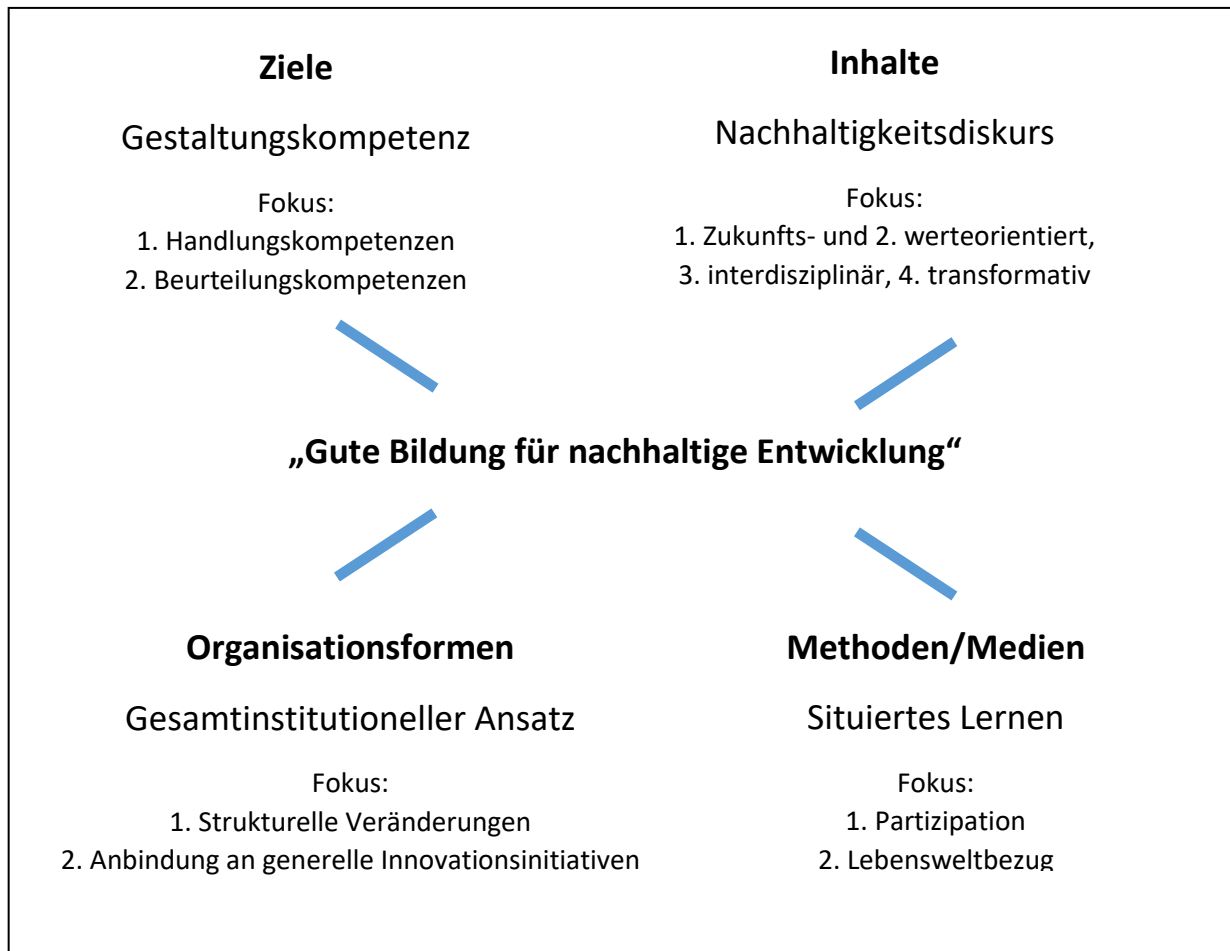 Ziele
Gestaltungskompetenz
Fokus:
1. Handlungskompetenzen
2. Beurteilungskompetenzen
Inhalte
Nachhaltigkeitsdiskurs
Fokus:
1. Zukunfts- und 2. werteorientiert,
3. interdisziplinär, 4. transformativ
„Gute Bildung für nachhaltige Entwicklung“
Organisationsformen
Gesamtinstitutioneller Ansatz
Fokus:
1. Strukturelle Veränderungen
2. Anbindung an generelle Innovationsinitiativen
Methoden/Medien
Situiertes Lernen
Fokus:
1. Partizipation
2. Lebensweltbezug